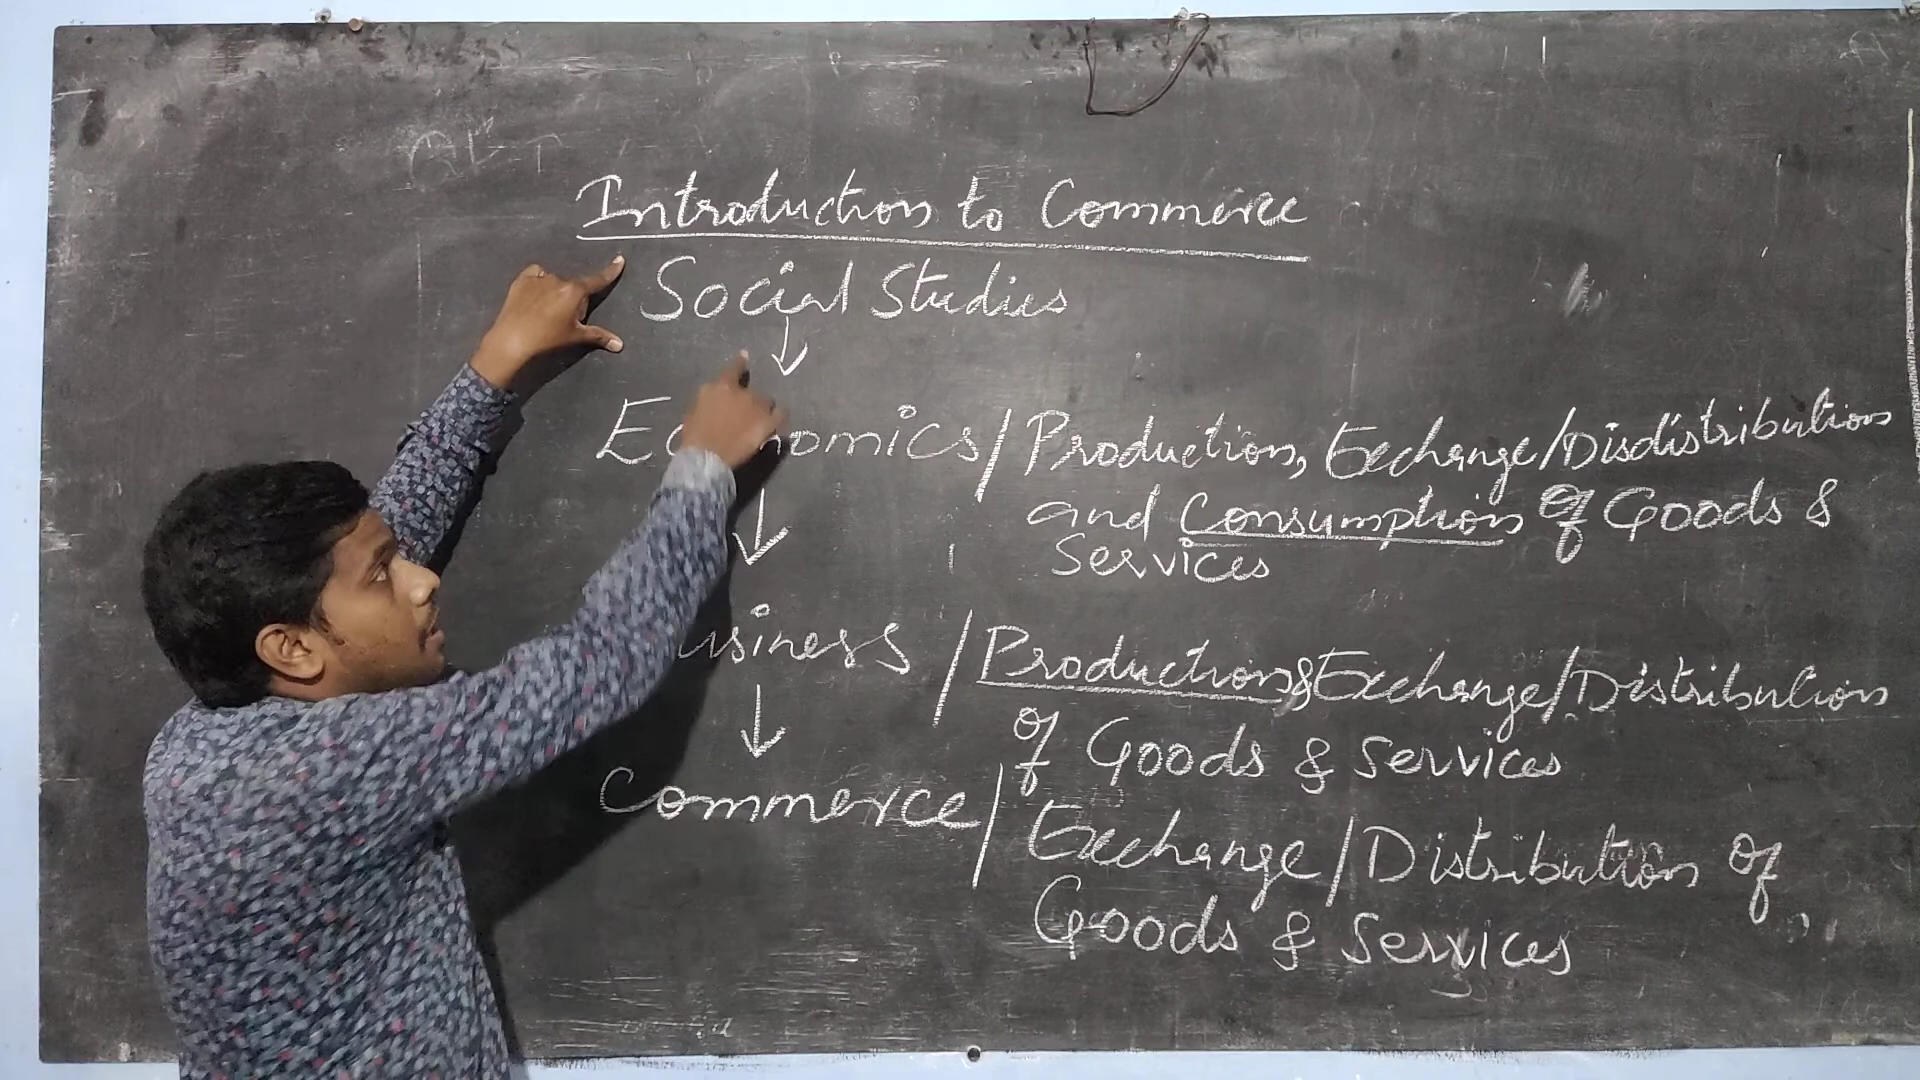 Introduction to Commerce
Social Studies
Economics / Production, Exchange/Disdistribution
and Consumption of Goods &
Services
usiness / Production & Exchange/Distribution
of Goods & Services
Commerce / Exchange/Distribution of
Goods & Services